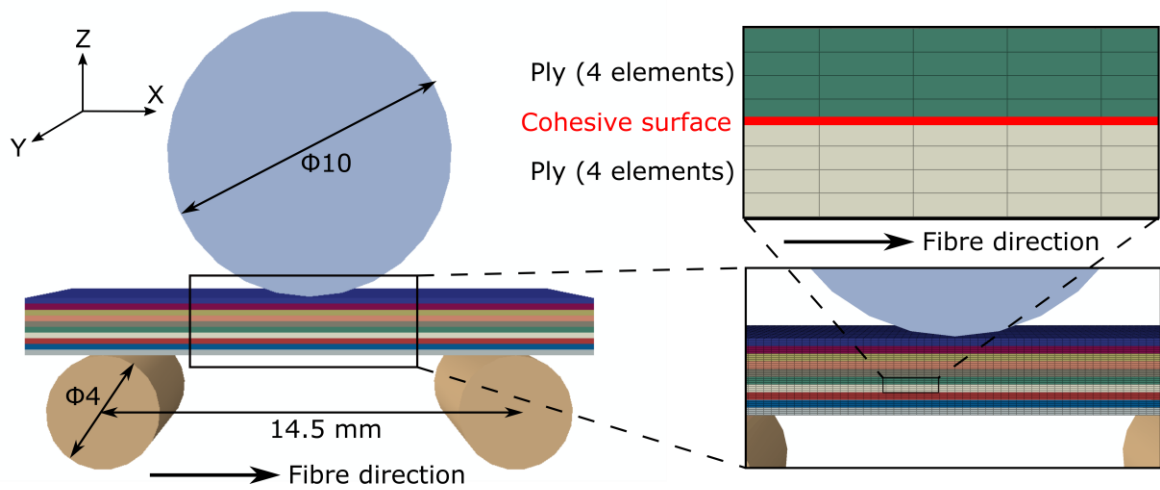 Z
X
Y
Φ10
Φ4
14.5 mm
Fibre direction
Ply (4 elements)
Cohesive surface
Ply (4 elements)
Fibre direction